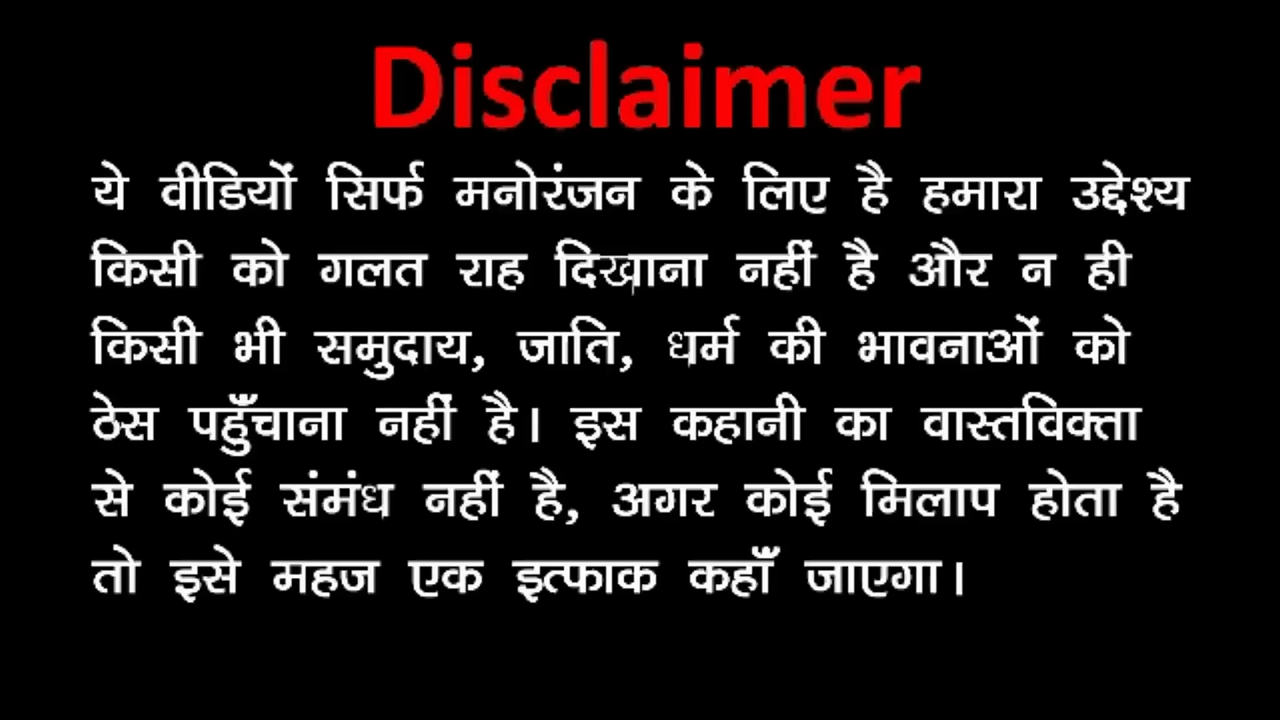 Disclaimer
ये वीडियों सिर्फ मनोरंजन के लिए है हमारा उद्देश्य
किसी को गलत राह दिखाना नहीं है और न ही
किसी भी समुदाय, जाति, धर्म की भावनाओं को
ठेस पहुँचाना नहीं है। इस कहानी का वास्तविक्ता
से कोई संमंध नहीं है, अगर कोई मिलाप होता है
तो इसे महज एक इत्फाक कहाँ जाएगा।